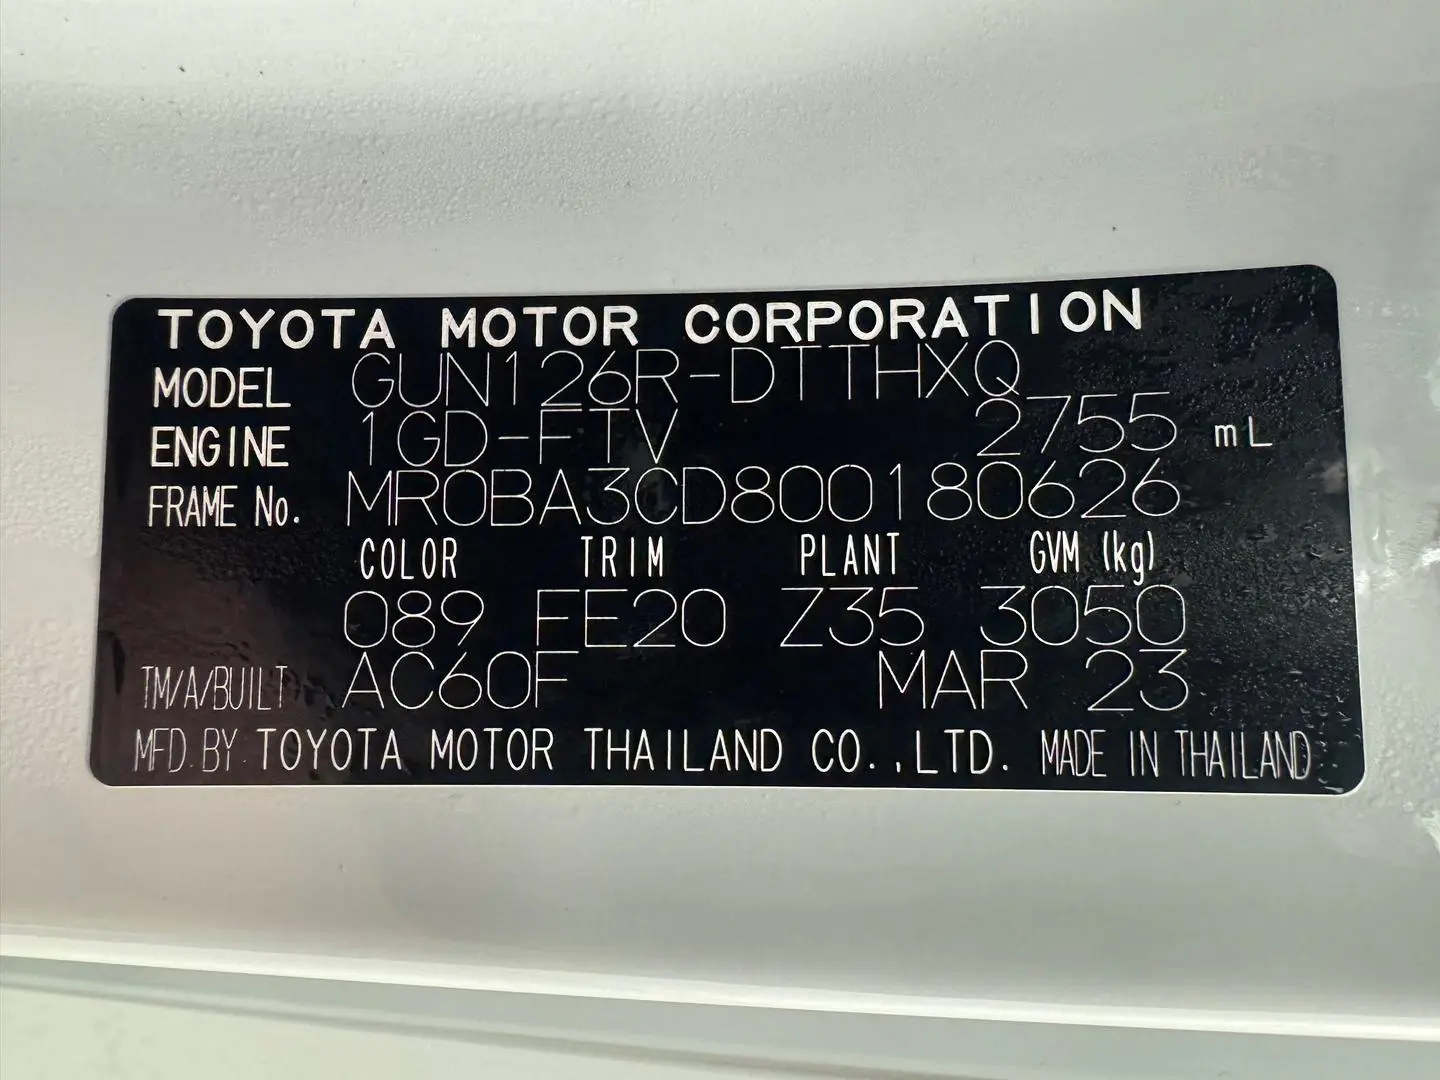 TOYOTA MOTOR CORPORATION
MODEL GUN126R-DTTHXQ
ENGINE 1GD-FTV 2755 mL
FRAME No. MR0BA3CD800180626
COLOR TRIM PLANT GVM (kg)
089 FE20 Z35 3050
TM/A/BUILT AC60F MAR 23
MFD.BY TOYOTA MOTOR THAILAND CO.,LTD. MADE IN THAILAND